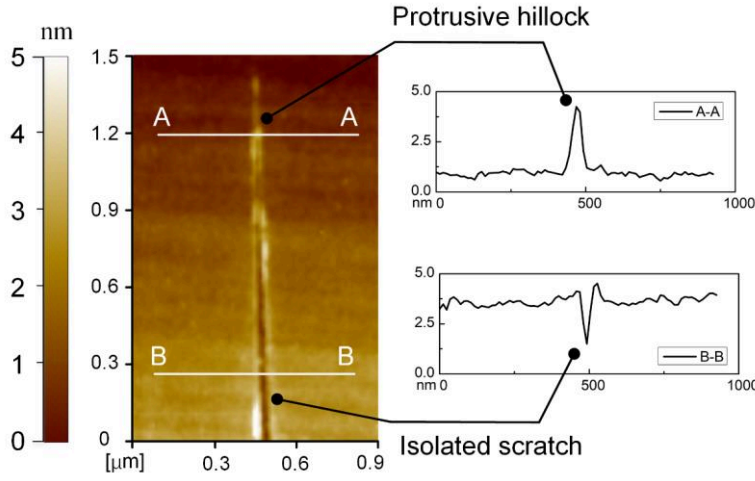 Protrusive hillock
nm
5
4
3
2
1
0
1.5
1.2
0.9
0.6
0.3
0
[μm]
0.3
0.6
0.9
A
A
B
B
5.0
2.5
0.0
nm 0
500
1000
A-A
5.0
2.5
0.0
nm 0
500
1000
B-B
Isolated scratch